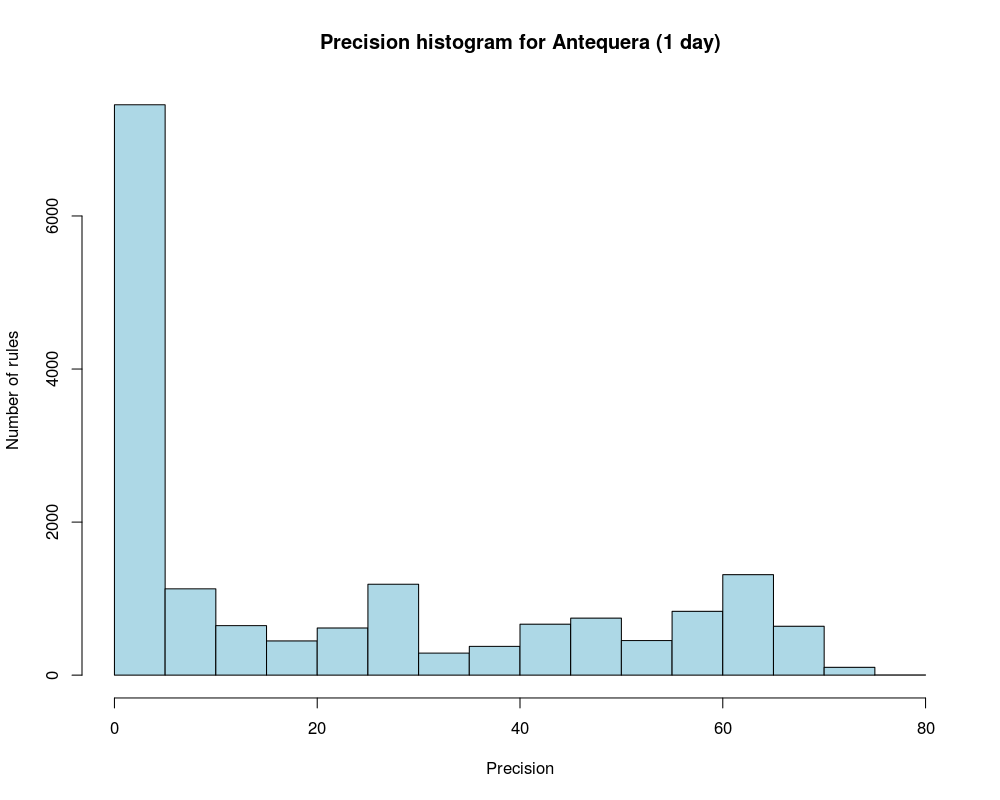 Precision histogram for Antequera (1 day)
Number of rules
6000
4000
2000
0
0 20 40 60 80
Precision